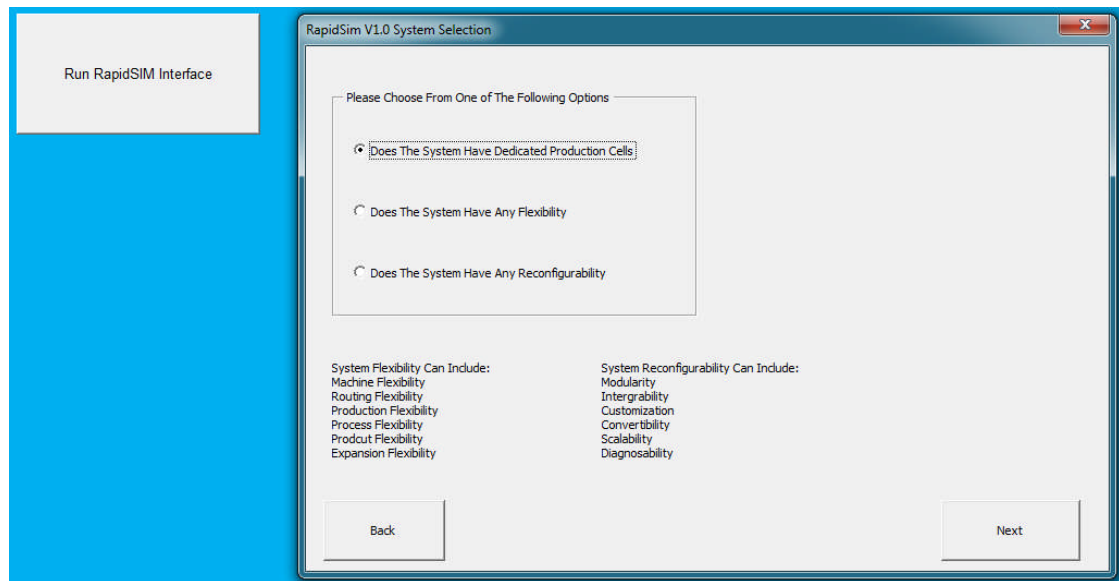 Run RapidSIM Interface
RapidSim V1.0 System Selection
Please Choose From One of The Following Options
Does The System Have Dedicated Production Cells
Does The System Have Any Flexibility
Does The System Have Any Reconfigurability
System Flexibility Can Include:
Machine Flexibility
Routing Flexibility
Production Flexibility
Process Flexibility
Prodcut Flexibility
Expansion Flexibility
System Reconfigurability Can Include:
Modularity
Intergrability
Customization
Convertibility
Scalability
Diagnosability
Back
Next